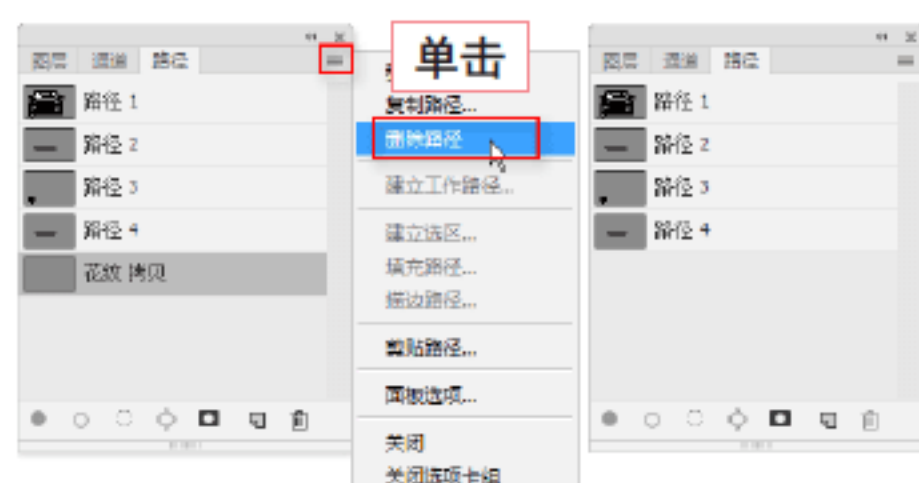 图层 通道 路径
路径 1
路径 2
路径 3
路径 4
花纹 拷贝
单击
复制路径...
删除路径
建立工作路径...
建立选区...
填充路径...
描边路径...
剪贴路径...
面板选项...
关闭
关闭选项卡组
图层 通道 路径
路径 1
路径 2
路径 3
路径 4